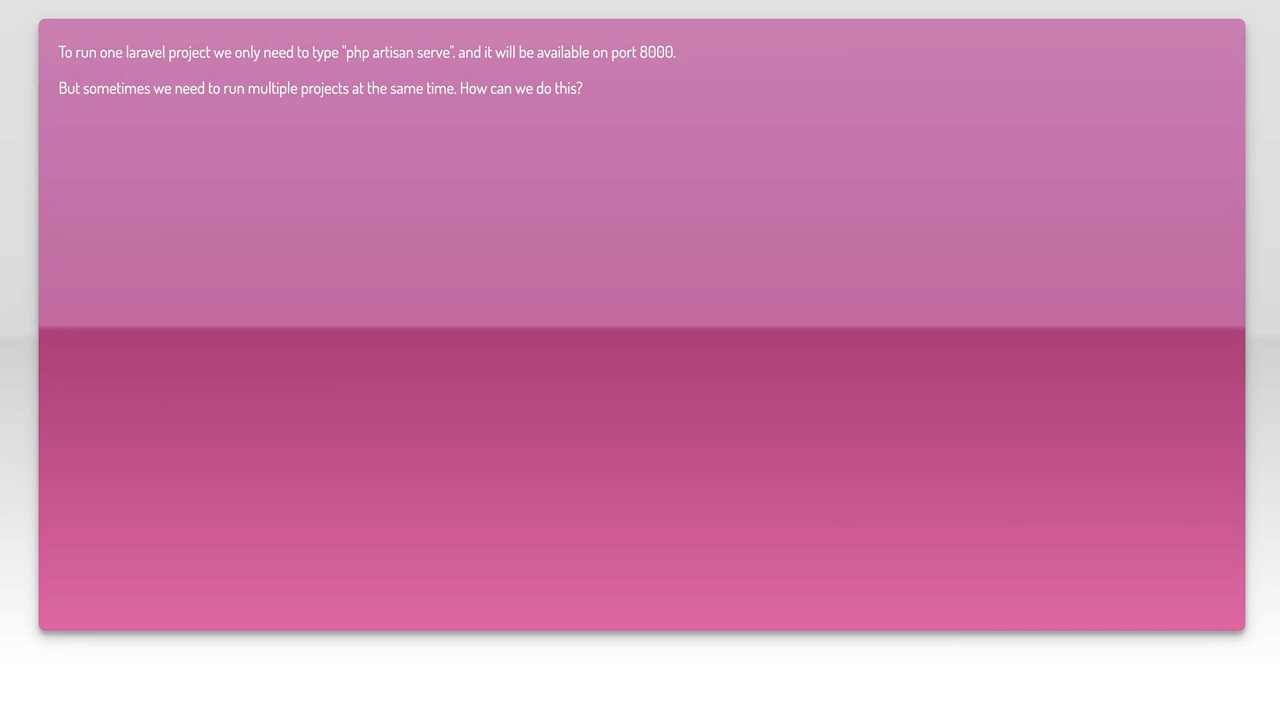 To run one laravel project we only need to type "php artisan serve". and it will be available on port 8000.
But sometimes we need to run multiple projects at the same time. How can we do this?